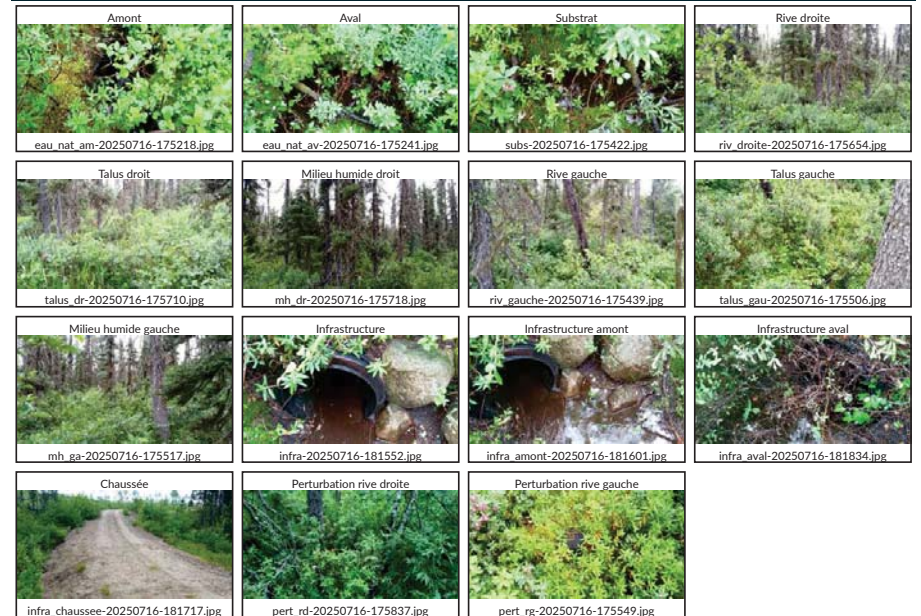 Amont
Aval
Substrat
Rive droite
eau_nat_am-20250716-175218.jpg
eau_nat_av-20250716-175241.jpg
subs-20250716-175422.jpg
riv_droite-20250716-175654.jpg
Talus droit
Milieu humide droit
Rive gauche
Talus gauche
talus_dr-20250716-175710.jpg
mh_dr-20250716-175718.jpg
riv_gauche-20250716-175439.jpg
talus_gau-20250716-175506.jpg
Milieu humide gauche
Infrastructure
Infrastructure amont
Infrastructure aval
mh_ga-20250716-175517.jpg
infra-20250716-181552.jpg
infra_amont-20250716-181601.jpg
infra_aval-20250716-181834.jpg
Chaussée
Perturbation rive droite
Perturbation rive gauche
infra_chaussee-20250716-181717.jpg
pert_rd-20250716-175837.jpg
pert_rg-20250716-175549.jpg